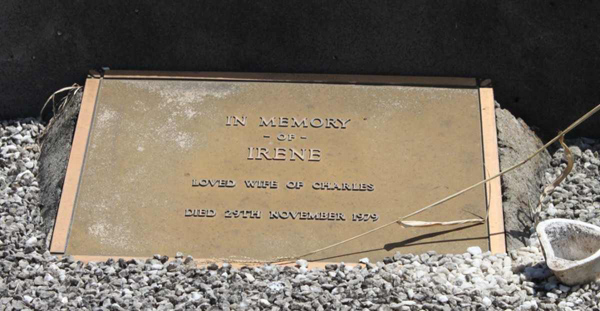 IN MEMORY
- OF -
IRENE
LOVED WIFE OF CHARLES
DIED 29TH NOVEMBER 1979